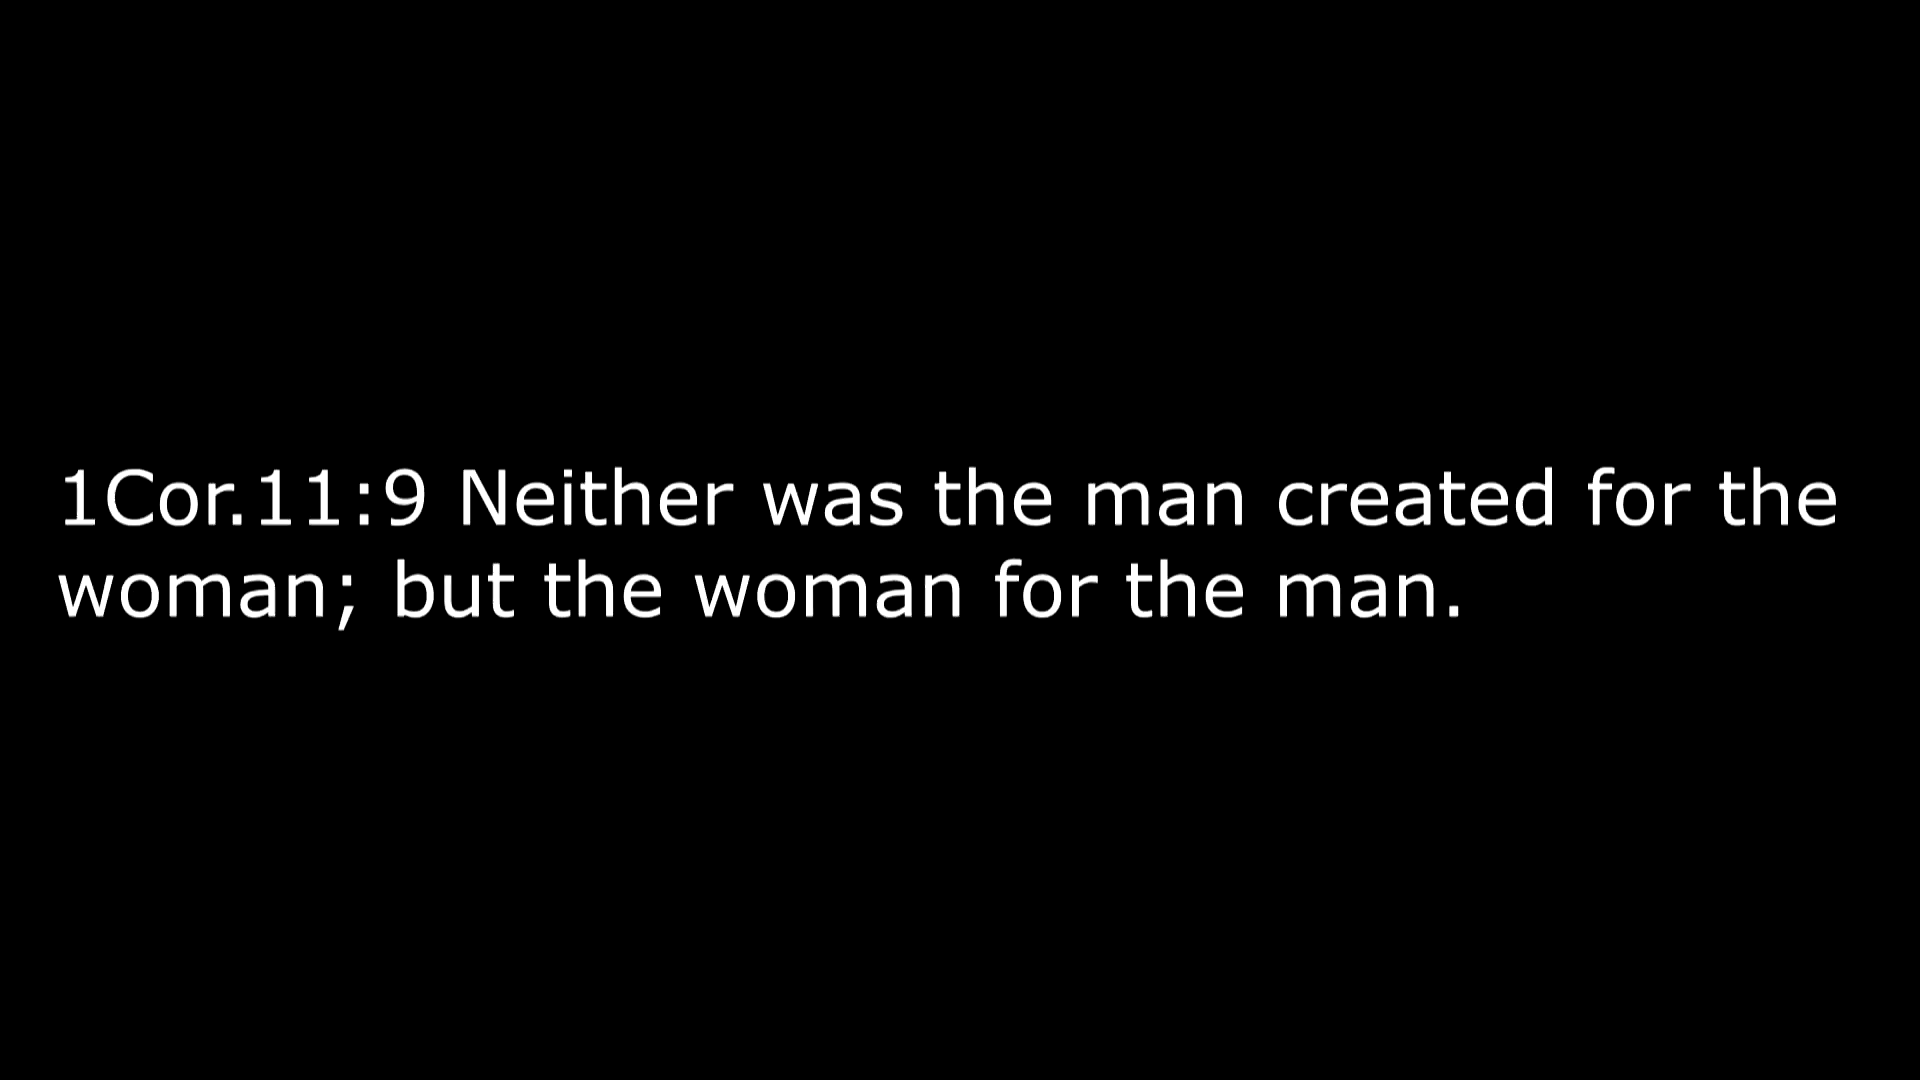 1Cor.11:9 Neither was the man created for the
woman; but the woman for the man.